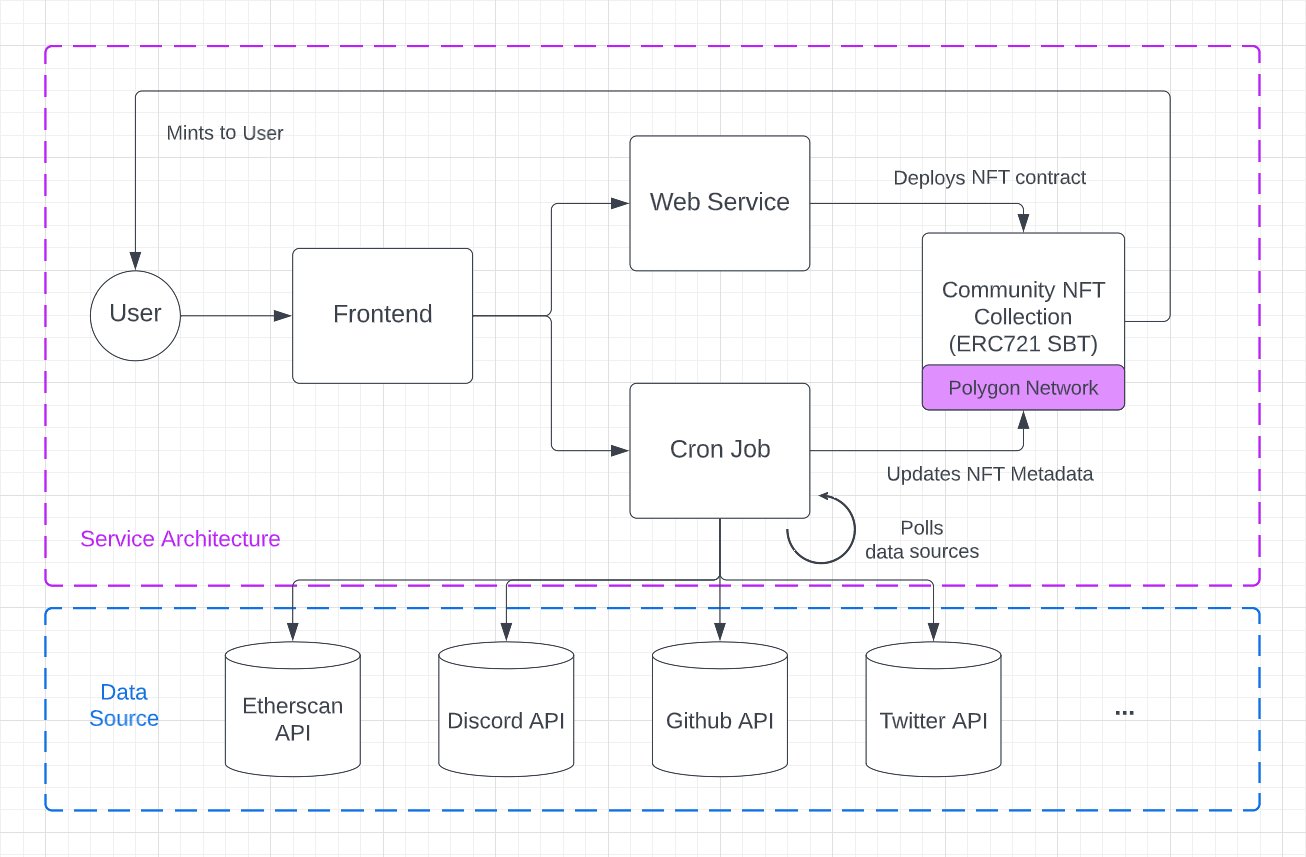 Mints to User
Web Service
Deploys NFT contract
User
Frontend
Community NFT
Collection
(ERC721 SBT)
Polygon Network
Cron Job
Updates NFT Metadata
Polls
data sources
Service Architecture
Data
Source
Etherscan
API
Discord API
Github API
Twitter API
...